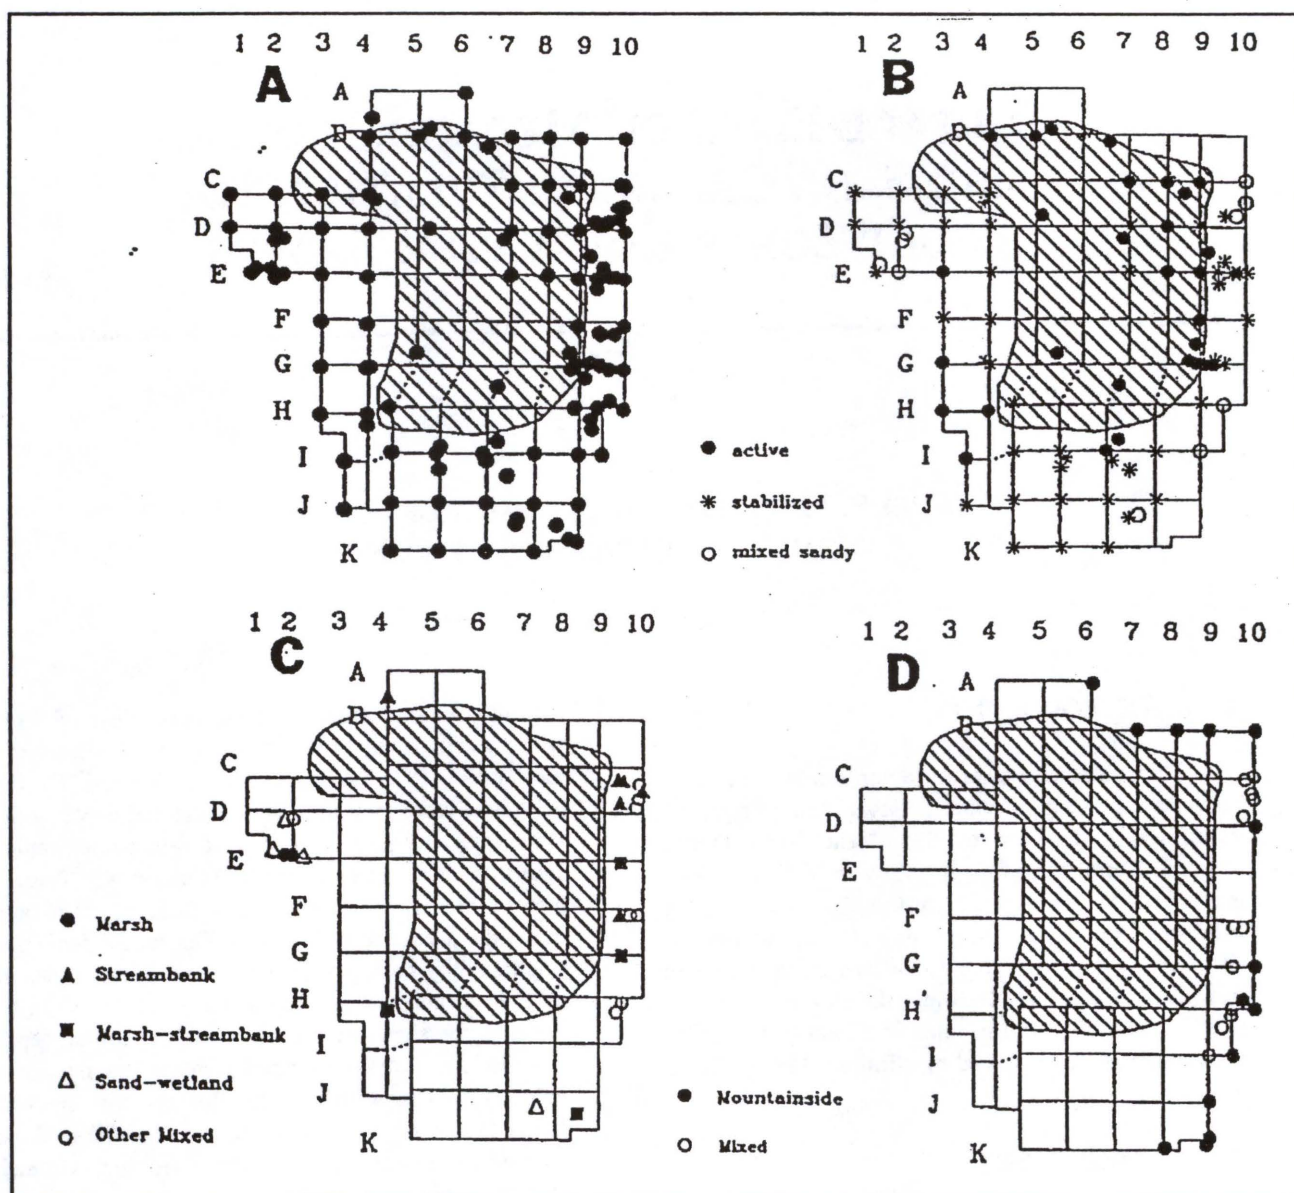 1 2 3 4 5 6 7 8 9 10
A
A
B
C
D
E
F
G
H
I
J
K
1 2 3 4 5 6 7 8 9 10
B
A
B
C
D
E
F
G
H
I
J
K
active
stabilized
mixed sandy
1 2 3 4 5 6 7 8 9 10
C
A
B
C
D
E
F
G
H
I
J
K
Marsh
Streambank
Marsh-streambank
Sand-wetland
Other Mixed
1 2 3 4 5 6 7 8 9 10
D
A
B
C
D
E
F
G
H
I
J
K
Mountainside
Mixed